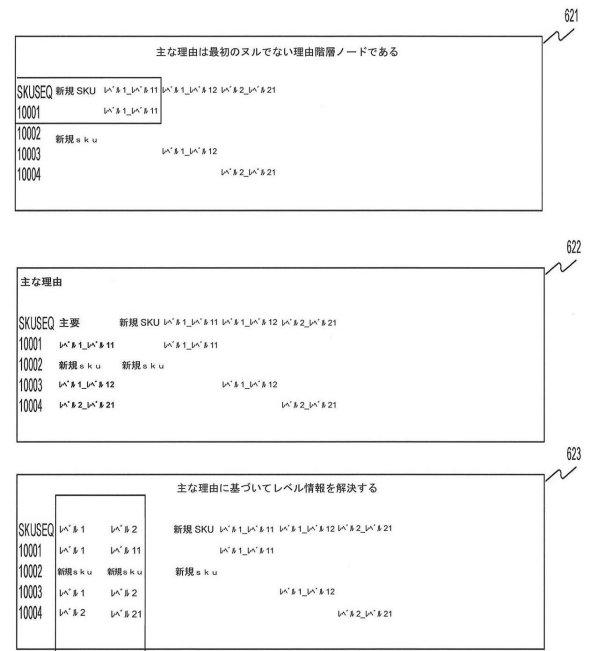 621
主な理由は最初のヌルでない理由階層ノードである
SKUSEQ 新規 SKU ﾚﾍﾞﾙ1_ﾚﾍﾞﾙ11 ﾚﾍﾞﾙ1_ﾚﾍﾞﾙ12 ﾚﾍﾞﾙ2_ﾚﾍﾞﾙ21
10001 ﾚﾍﾞﾙ1_ﾚﾍﾞﾙ11
10002 新規ｓｋｕ
10003 ﾚﾍﾞﾙ1_ﾚﾍﾞﾙ12
10004 ﾚﾍﾞﾙ2_ﾚﾍﾞﾙ21
622
主な理由
SKUSEQ 主要 新規 SKU ﾚﾍﾞﾙ1_ﾚﾍﾞﾙ11 ﾚﾍﾞﾙ1_ﾚﾍﾞﾙ12 ﾚﾍﾞﾙ2_ﾚﾍﾞﾙ21
10001 ﾚﾍﾞﾙ1_ﾚﾍﾞﾙ11 ﾚﾍﾞﾙ1_ﾚﾍﾞﾙ11
10002 新規ｓｋｕ 新規ｓｋｕ
10003 ﾚﾍﾞﾙ1_ﾚﾍﾞﾙ12 ﾚﾍﾞﾙ1_ﾚﾍﾞﾙ12
10004 ﾚﾍﾞﾙ2_ﾚﾍﾞﾙ21 ﾚﾍﾞﾙ2_ﾚﾍﾞﾙ21
623
主な理由に基づいてレベル情報を解決する
SKUSEQ ﾚﾍﾞﾙ1 ﾚﾍﾞﾙ2 新規 SKU ﾚﾍﾞﾙ1_ﾚﾍﾞﾙ11 ﾚﾍﾞﾙ1_ﾚﾍﾞﾙ12 ﾚﾍﾞﾙ2_ﾚﾍﾞﾙ21
10001 ﾚﾍﾞﾙ1 ﾚﾍﾞﾙ11 ﾚﾍﾞﾙ1_ﾚﾍﾞﾙ11
10002 新規ｓｋｕ 新規ｓｋｕ 新規ｓｋｕ
10003 ﾚﾍﾞﾙ1 ﾚﾍﾞﾙ2 ﾚﾍﾞﾙ1_ﾚﾍﾞﾙ12
10004 ﾚﾍﾞﾙ2 ﾚﾍﾞﾙ21 ﾚﾍﾞﾙ2_ﾚﾍﾞﾙ21